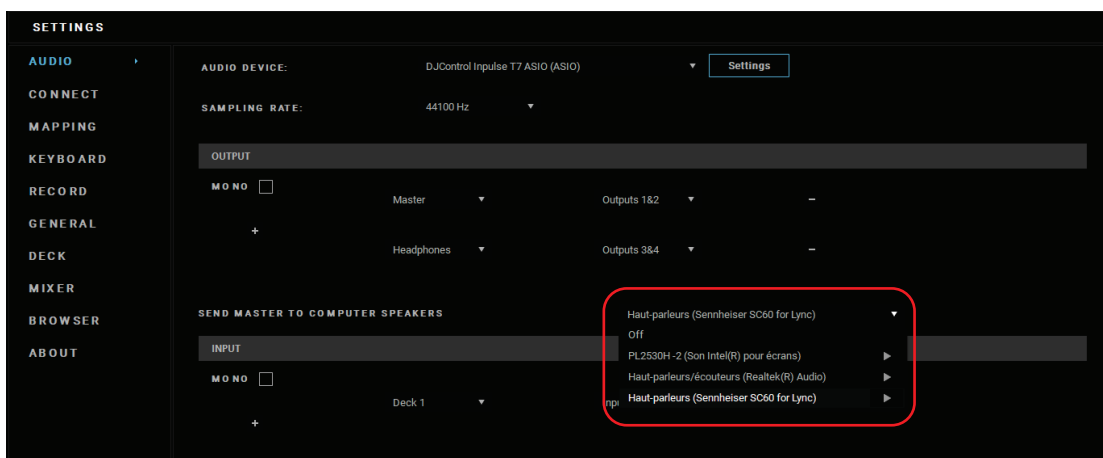 SETTINGS
AUDIO
CONNECT
MAPPING
KEYBOARD
RECORD
GENERAL
DECK
MIXER
BROWSER
ABOUT
AUDIO DEVICE: DJControl Inpulse T7 ASIO (ASIO) Settings
SAMPLING RATE: 44100 Hz
OUTPUT
MONO
Master Outputs 1&2 –
+
Headphones Outputs 3&4 –
SEND MASTER TO COMPUTER SPEAKERS Haut-parleurs (Sennheiser SC60 for Lync)
Off
PL2530H -2 (Son Intel(R) pour écrans)
Haut-parleurs/écouteurs (Realtek(R) Audio)
Haut-parleurs (Sennheiser SC60 for Lync)
INPUT
MONO
Deck 1
+